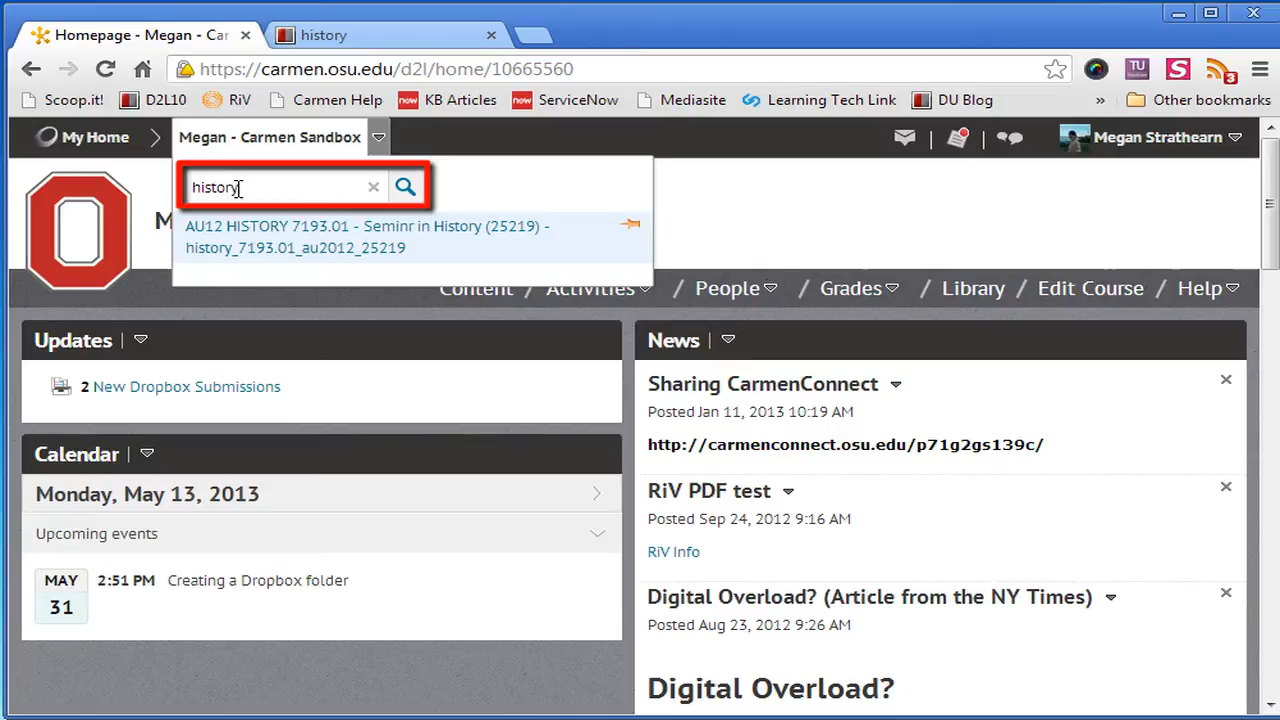 Homepage - Megan - Car
history
https://carmen.osu.edu/d2l/home/10665560
3
Scoop.it!
D2L10
RiV
Carmen Help
now KB Articles
now ServiceNow
Mediasite
Learning Tech Link
DU Blog
»
Other bookmarks
My Home
Megan - Carmen Sandbox
Megan Strathearn
history
M
AU12 HISTORY 7193.01 - Seminr in History (25219) -
history_7193.01_au2012_25219
Content / Activities / People / Grades / Library / Edit Course / Help
Updates
2 New Dropbox Submissions
Calendar
Monday, May 13, 2013
Upcoming events
MAY
31
2:51 PM Creating a Dropbox folder
News
Sharing CarmenConnect
Posted Jan 11, 2013 10:19 AM
http://carmenconnect.osu.edu/p71g2gs139c/
RiV PDF test
Posted Sep 24, 2012 9:16 AM
RiV Info
Digital Overload? (Article from the NY Times)
Posted Aug 23, 2012 9:26 AM
Digital Overload?